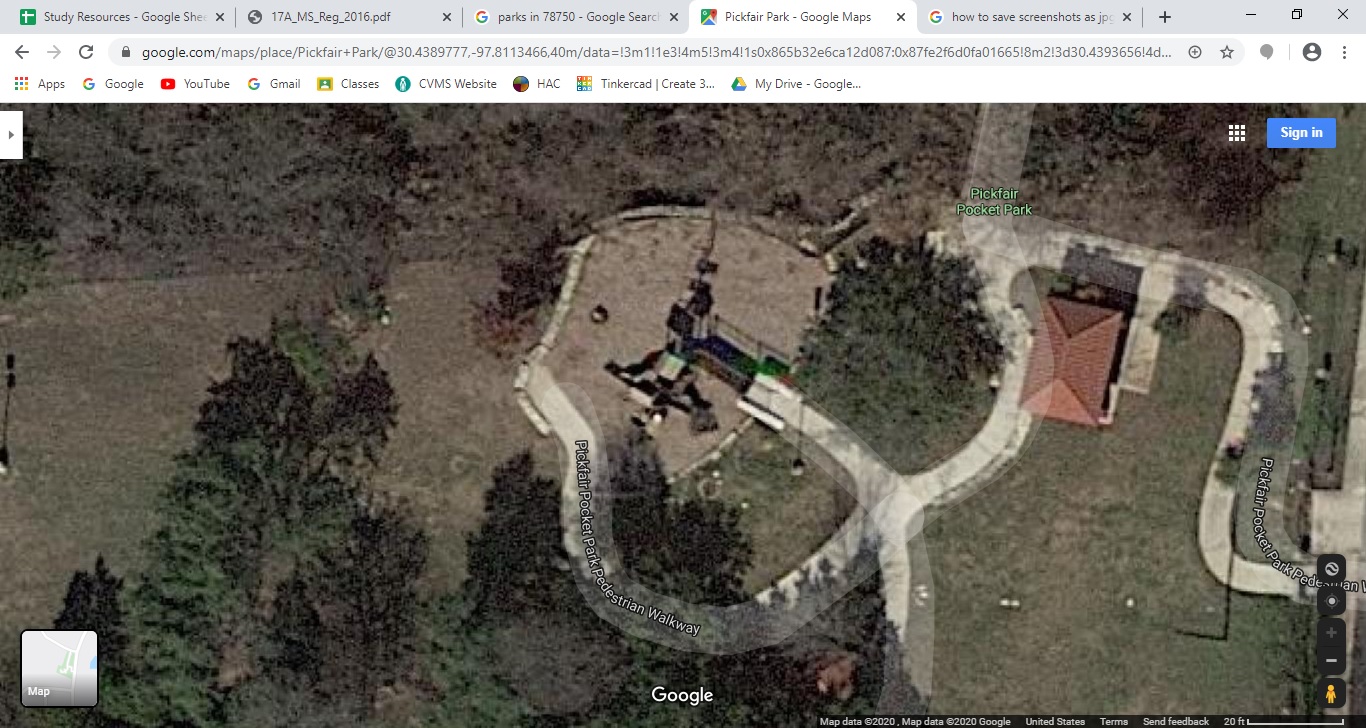 Study Resources - Google She
17A_MS_Reg_2016.pdf
parks in 78750 - Google Search
Pickfair Park - Google Maps
how to save screenshots as jpg
google.com/maps/place/Pickfair+Park/@30.4389777,-97.8113466,40m/data=!3m1!1e3!4m5!3m4!1s0x865b32e6ca12d087:0x87fe2f6d0fa01665!8m2!3d30.4393656!4d...
Apps
Google
YouTube
Gmail
Classes
CVMS Website
HAC
Tinkercad | Create 3...
My Drive - Google...
Sign in
Pickfair
Pocket Park
Pickfair Pocket Park Pedestrian Walkway
Pickfair Pocket Park Pedestrian W
Map
Google
Map data ©2020 , Map data ©2020 Google
United States
Terms
Send feedback
20 ft